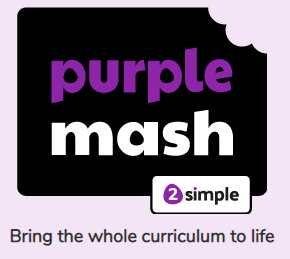 purple
mash
2simple
Bring the whole curriculum to life